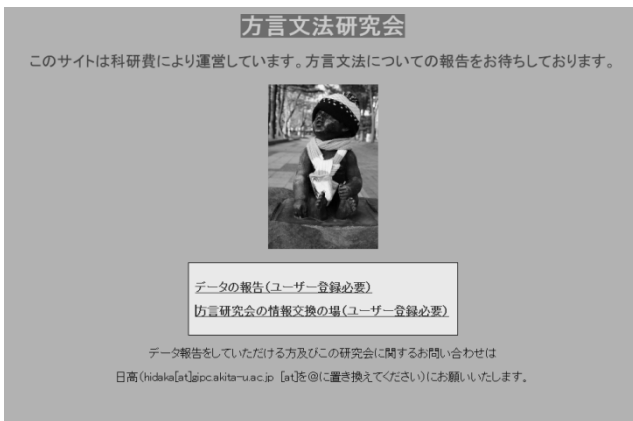 方言文法研究会
このサイトは科研費により運営しています。方言文法についての報告をお待ちしております。
データの報告(ユーザー登録必要)
方言研究会の情報交換の場(ユーザー登録必要)
データ報告をしていただける方及びこの研究会に関するお問い合わせは
日高(hidaka[at]gipc.akita-u.ac.jp [at]を@に置き換えてください)にお願いいたします。